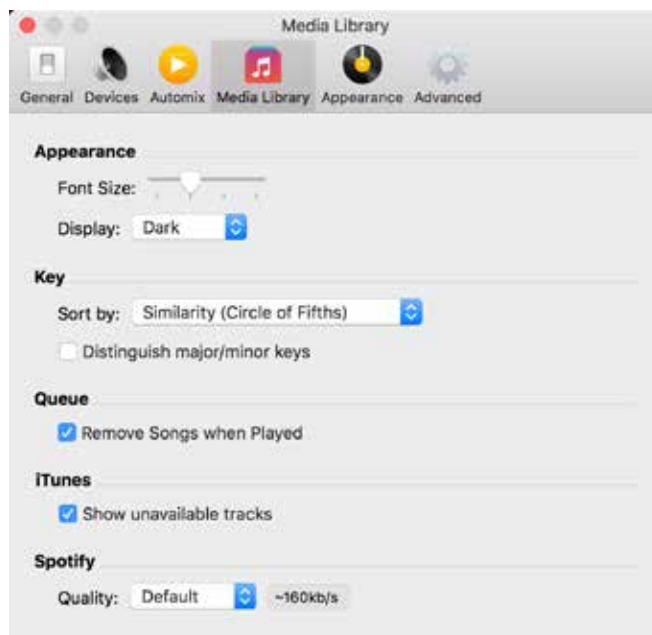 Media Library
General Devices Automix Media Library Appearance Advanced
Appearance
Font Size:
Display: Dark
Key
Sort by: Similarity (Circle of Fifths)
Distinguish major/minor keys
Queue
Remove Songs when Played
iTunes
Show unavailable tracks
Spotify
Quality: Default ~160kb/s